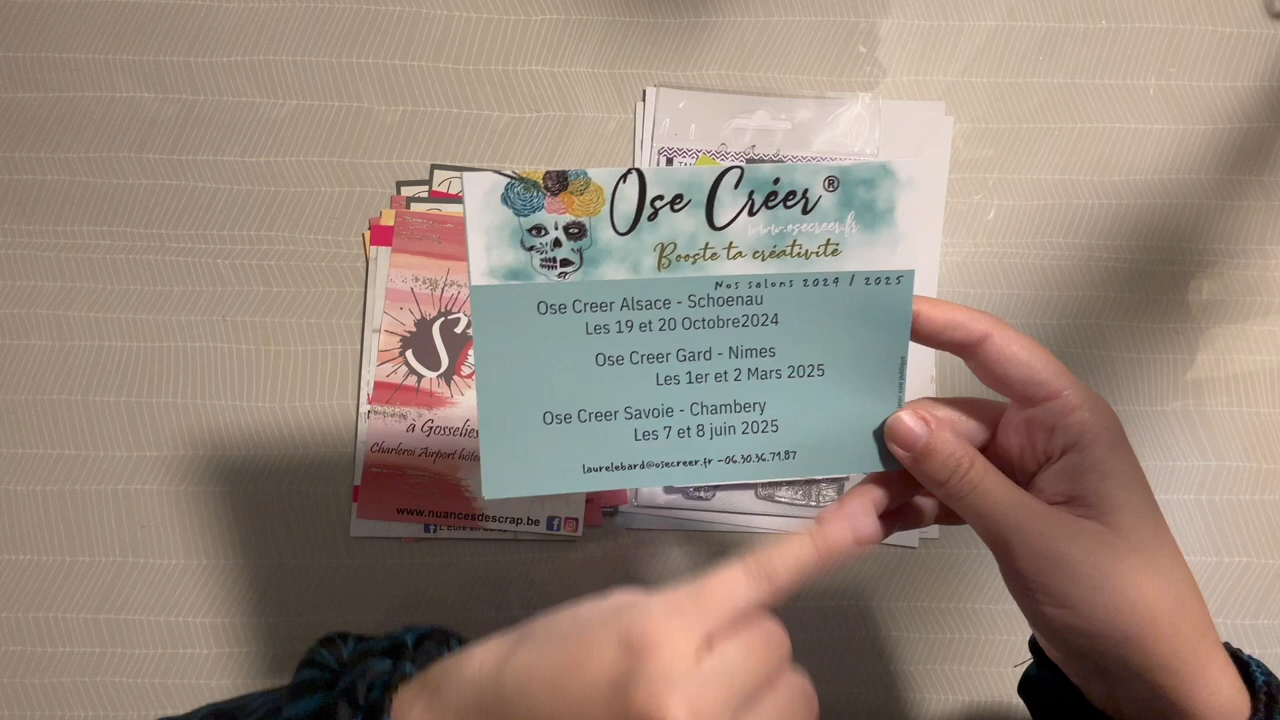 Ose Créer®
www.osecreer.fr
Booste ta créativité
Nos salons 2024 / 2025
Ose Creer Alsace - Schoenau
Les 19 et 20 Octobre2024
Ose Creer Gard - Nimes
Les 1er et 2 Mars 2025
Ose Creer Savoie - Chambery
Les 7 et 8 juin 2025
laurelebard@osecreer.fr -06.30.36.71.87
à Gosselies
Charleroi Airport hôte
www.nuancesdescrap.be